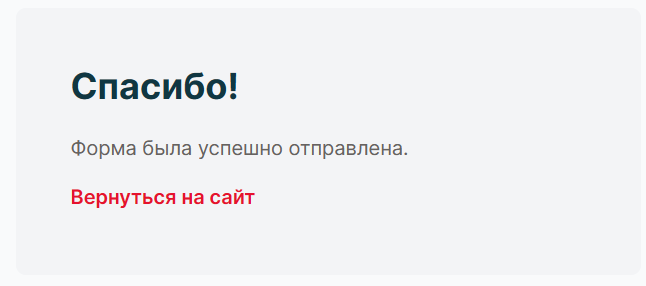 Спасибо!
Форма была успешно отправлена.
Вернуться на сайт